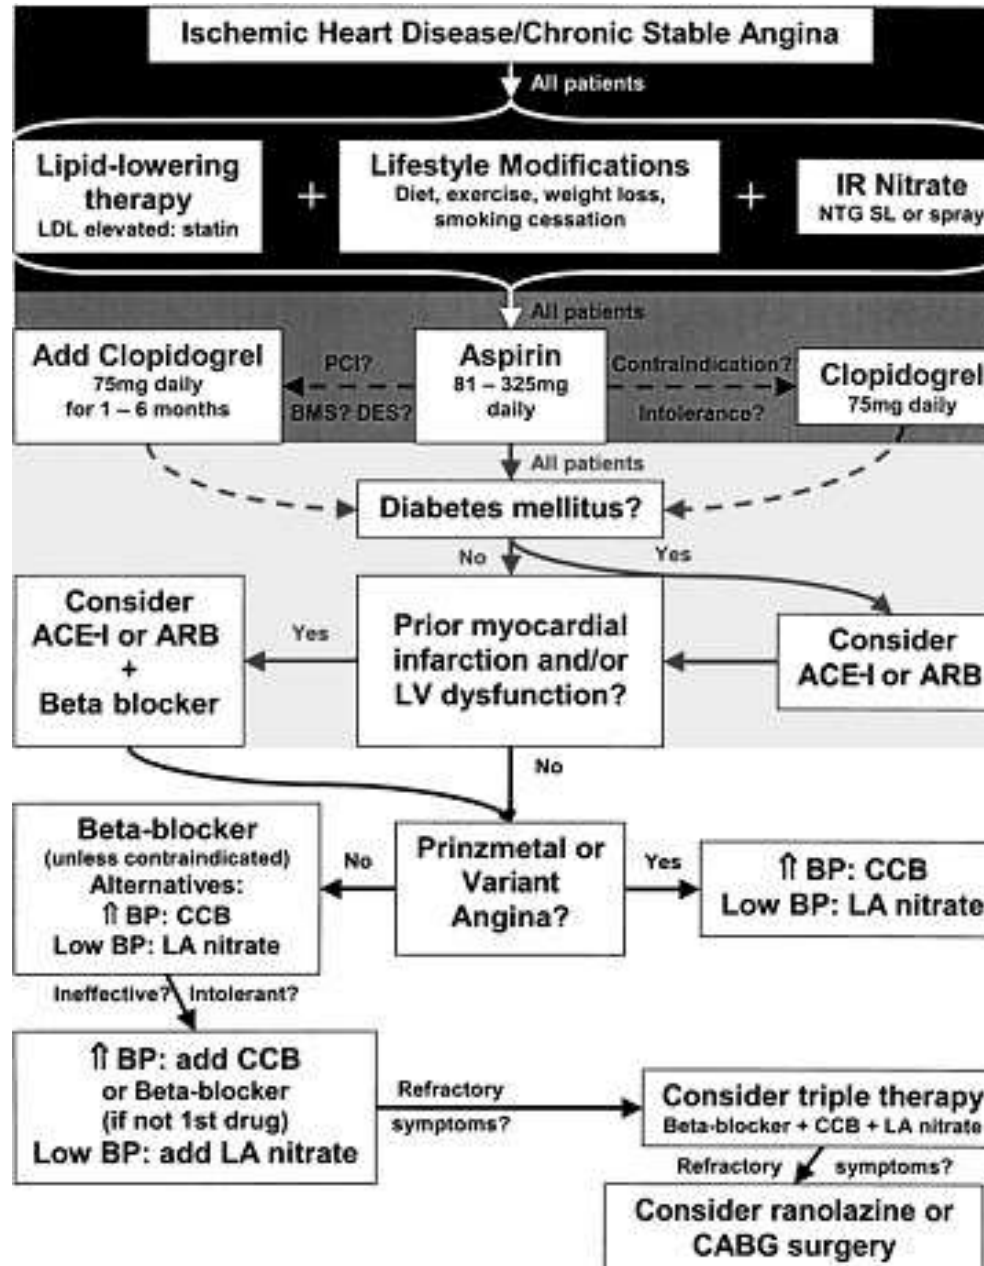 Ischemic Heart Disease/Chronic Stable Angina
All patients
Lipid-lowering
therapy
LDL elevated: statin
+
Lifestyle Modifications
Diet, exercise, weight loss,
smoking cessation
+
IR Nitrate
NTG SL or spray
All patients
Add Clopidogrel
75mg daily
for 1 – 6 months
PCI?
BMS? DES?
Aspirin
81 – 325mg
daily
Contraindication?
Intolerance?
Clopidogrel
75mg daily
All patients
Diabetes mellitus?
No
Yes
Consider
ACE-I or ARB
+
Beta blocker
Yes
Prior myocardial
infarction and/or
LV dysfunction?
Consider
ACE-I or ARB
No
Beta-blocker
(unless contraindicated)
Alternatives:
⇑ BP: CCB
Low BP: LA nitrate
No
Prinzmetal or
Variant
Angina?
Yes
⇑ BP: CCB
Low BP: LA nitrate
Ineffective? Intolerant?
⇑ BP: add CCB
or Beta-blocker
(if not 1st drug)
Low BP: add LA nitrate
Refractory
symptoms?
Consider triple therapy
Beta-blocker + CCB + LA nitrate
Refractory symptoms?
Consider ranolazine or
CABG surgery